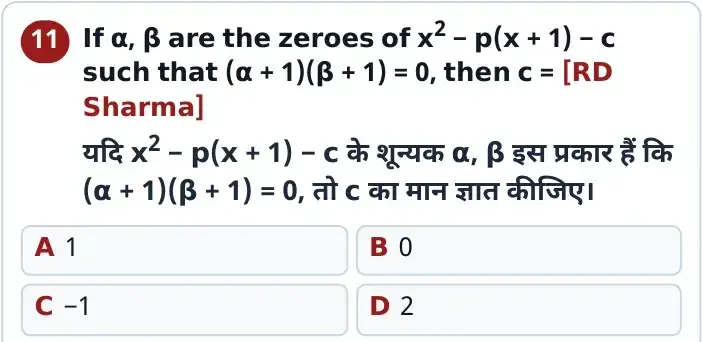 11 If α, β are the zeroes of x² – p(x + 1) – c
such that (α + 1)(β + 1) = 0, then c = [RD
Sharma]
यदि x² – p(x + 1) – c के शून्यक α, β इस प्रकार हैं कि
(α + 1)(β + 1) = 0, तो c का मान ज्ञात कीजिए।
A 1
B 0
C –1
D 2